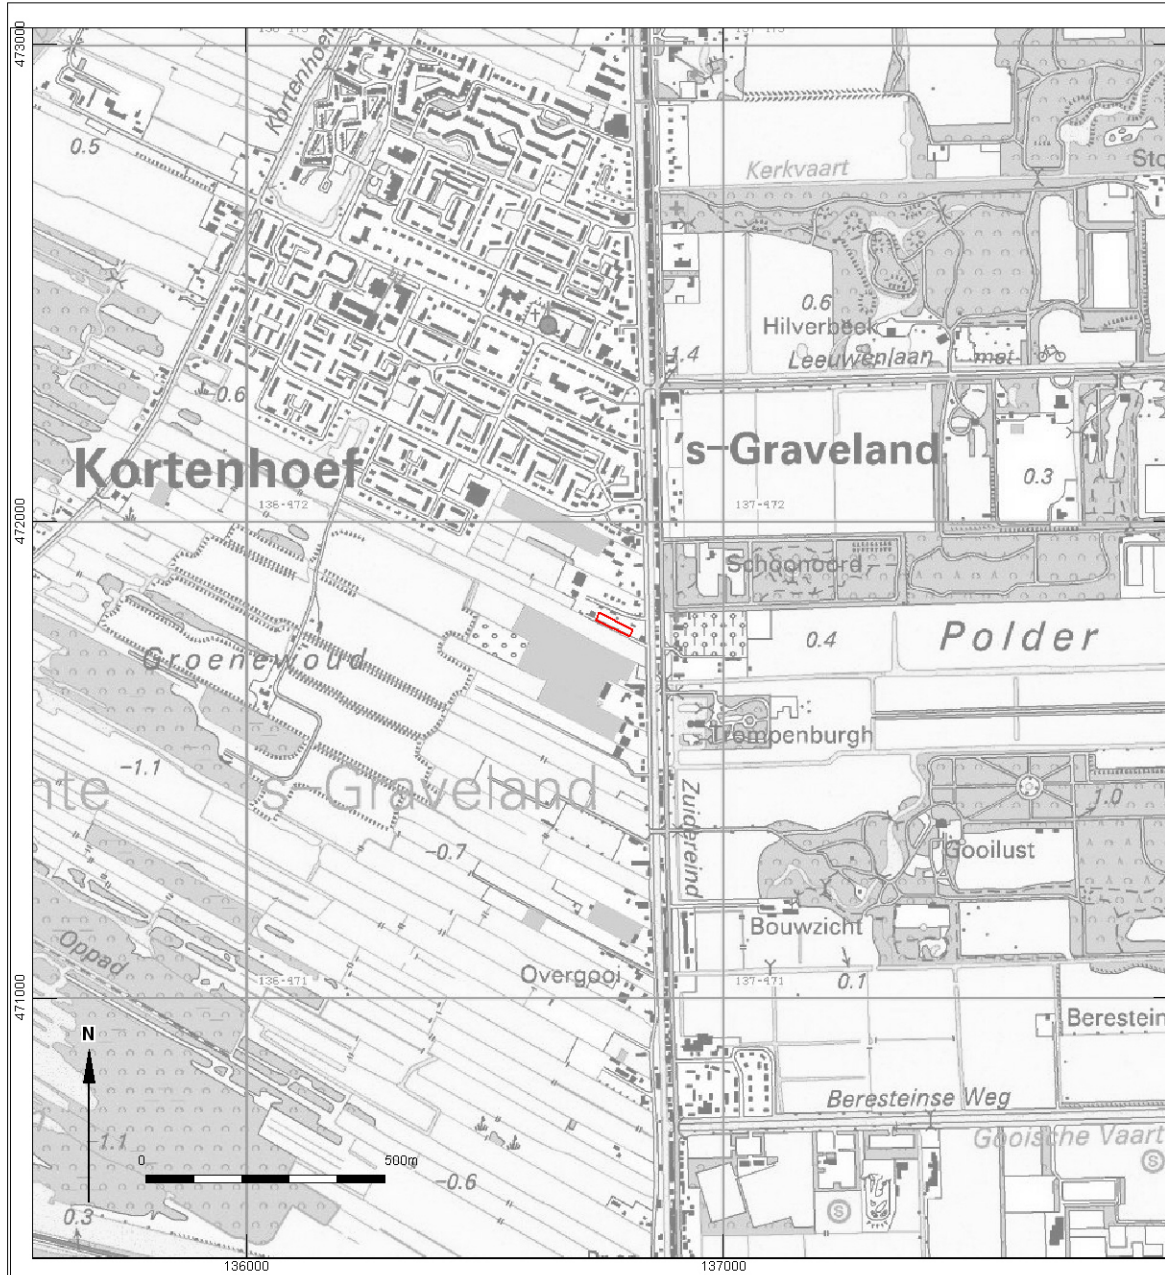 473000
Kortenhoef
0.5
Kerkvaart
Sto
0.6
Hilverbeek
Leeuwenlaan
mat
1.4
-0.6
Kortenhoef
's-Graveland
0.3
472000
136-472
137-472
Schoonoord
0.4
Polder
Groenewoud
Trompenburgh
-1.1
nte
's Graveland
Zuidereind
1.0
-0.7
Gooilust
Bouwzicht
Oppad
Overgooi
136-471
137-471
0.1
471000
Berestein
N
Beresteinse Weg
Gooische Vaart
1.1
0
500m
S
-0.6
S
0.3
136000
137000